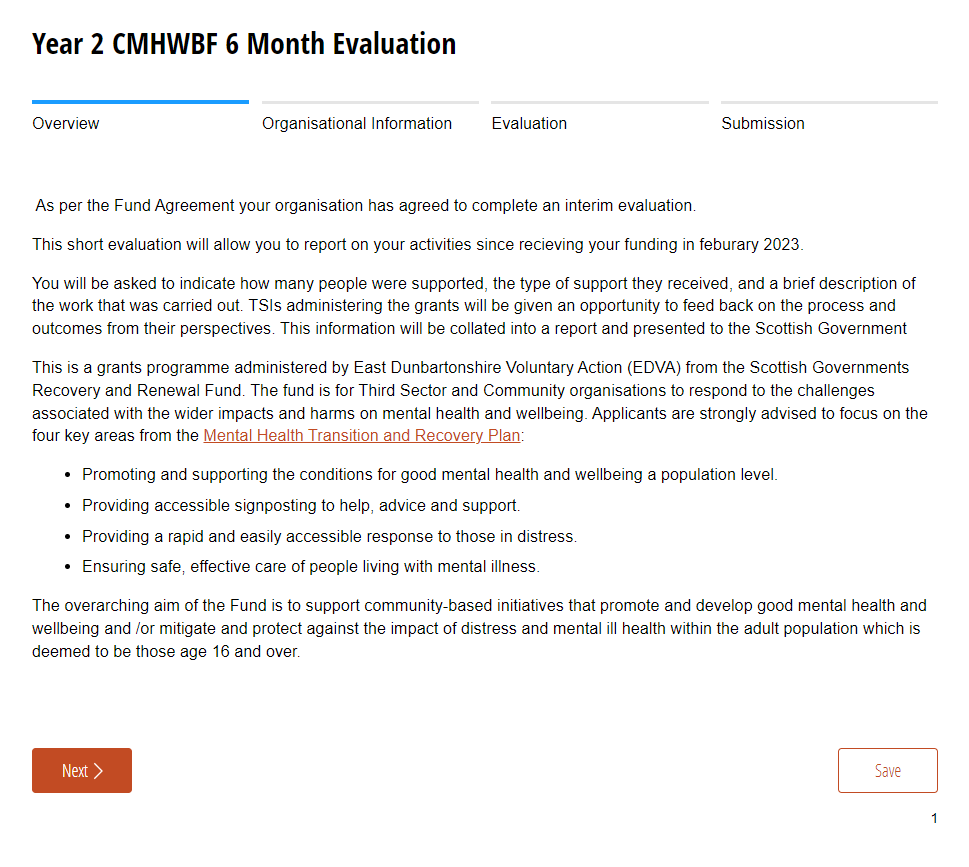 Year 2 CMHWBF 6 Month Evaluation
Overview
Organisational Information
Evaluation
Submission
As per the Fund Agreement your organisation has agreed to complete an interim evaluation.
This short evaluation will allow you to report on your activities since recieving your funding in feburary 2023.
You will be asked to indicate how many people were supported, the type of support they received, and a brief description of
the work that was carried out. TSIs administering the grants will be given an opportunity to feed back on the process and
outcomes from their perspectives. This information will be collated into a report and presented to the Scottish Government
This is a grants programme administered by East Dunbartonshire Voluntary Action (EDVA) from the Scottish Governments
Recovery and Renewal Fund. The fund is for Third Sector and Community organisations to respond to the challenges
associated with the wider impacts and harms on mental health and wellbeing. Applicants are strongly advised to focus on the
four key areas from the Mental Health Transition and Recovery Plan:
• Promoting and supporting the conditions for good mental health and wellbeing a population level.
• Providing accessible signposting to help, advice and support.
• Providing a rapid and easily accessible response to those in distress.
• Ensuring safe, effective care of people living with mental illness.
The overarching aim of the Fund is to support community-based initiatives that promote and develop good mental health and
wellbeing and /or mitigate and protect against the impact of distress and mental ill health within the adult population which is
deemed to be those age 16 and over.
Next
Save
1